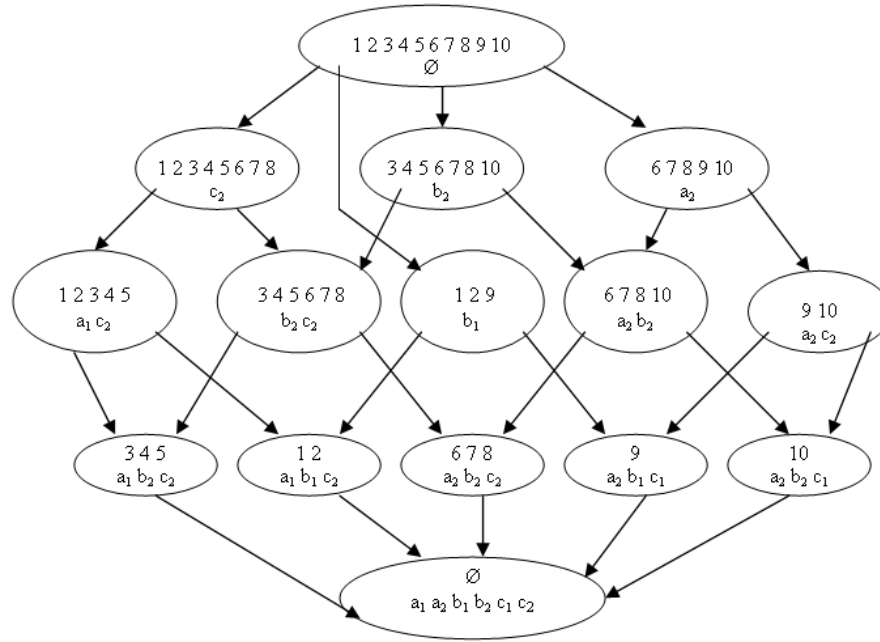 1 2 3 4 5 6 7 8 9 10
∅
1 2 3 4 5 6 7 8
c₂
3 4 5 6 7 8 10
b₂
6 7 8 9 10
a₂
1 2 3 4 5
a₁ c₂
3 4 5 6 7 8
b₂ c₂
1 2 9
b₁
6 7 8 10
a₂ b₂
9 10
a₂ c₂
3 4 5
a₁ b₂ c₂
1 2
a₁ b₁ c₂
6 7 8
a₂ b₂ c₂
9
a₂ b₁ c₁
10
a₂ b₂ c₁
∅
a₁ a₂ b₁ b₂ c₁ c₂